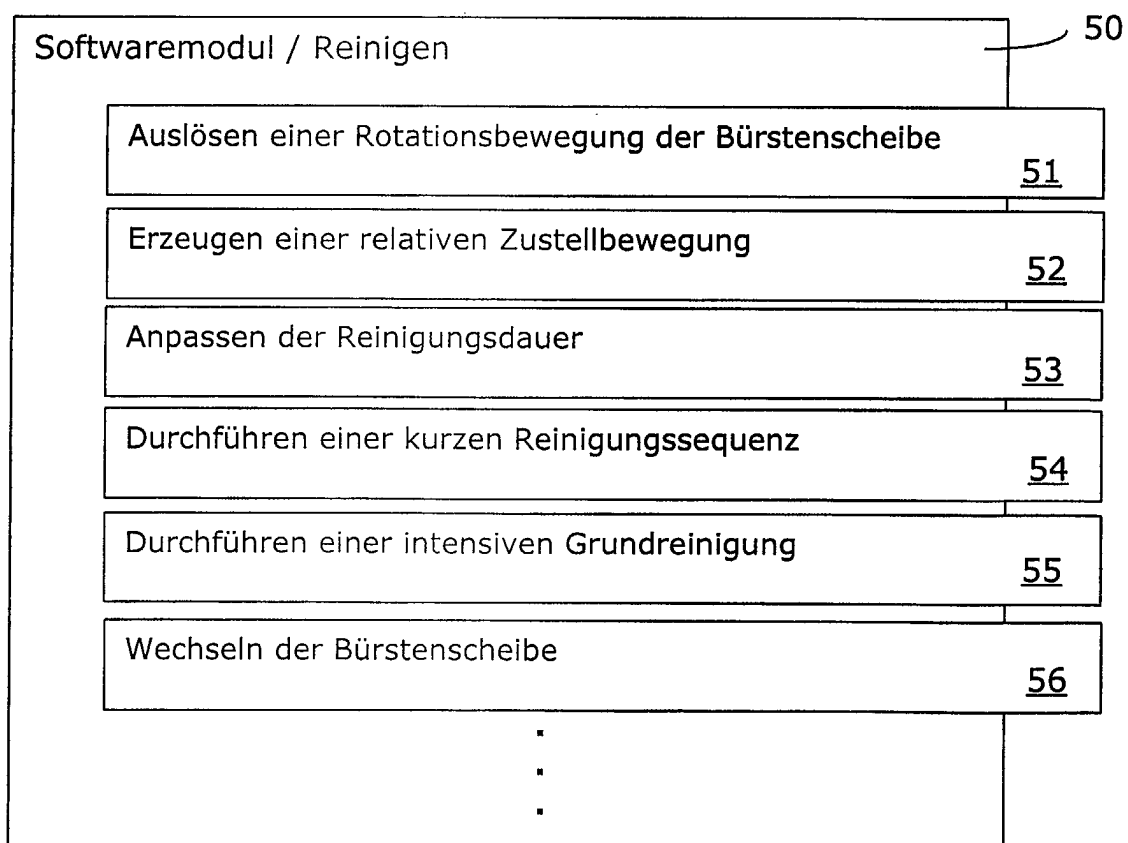 50
Softwaremodul / Reinigen
Auslösen einer Rotationsbewegung der Bürstenscheibe
51
Erzeugen einer relativen Zustellbewegung
52
Anpassen der Reinigungsdauer
53
Durchführen einer kurzen Reinigungssequenz
54
Durchführen einer intensiven Grundreinigung
55
Wechseln der Bürstenscheibe
56